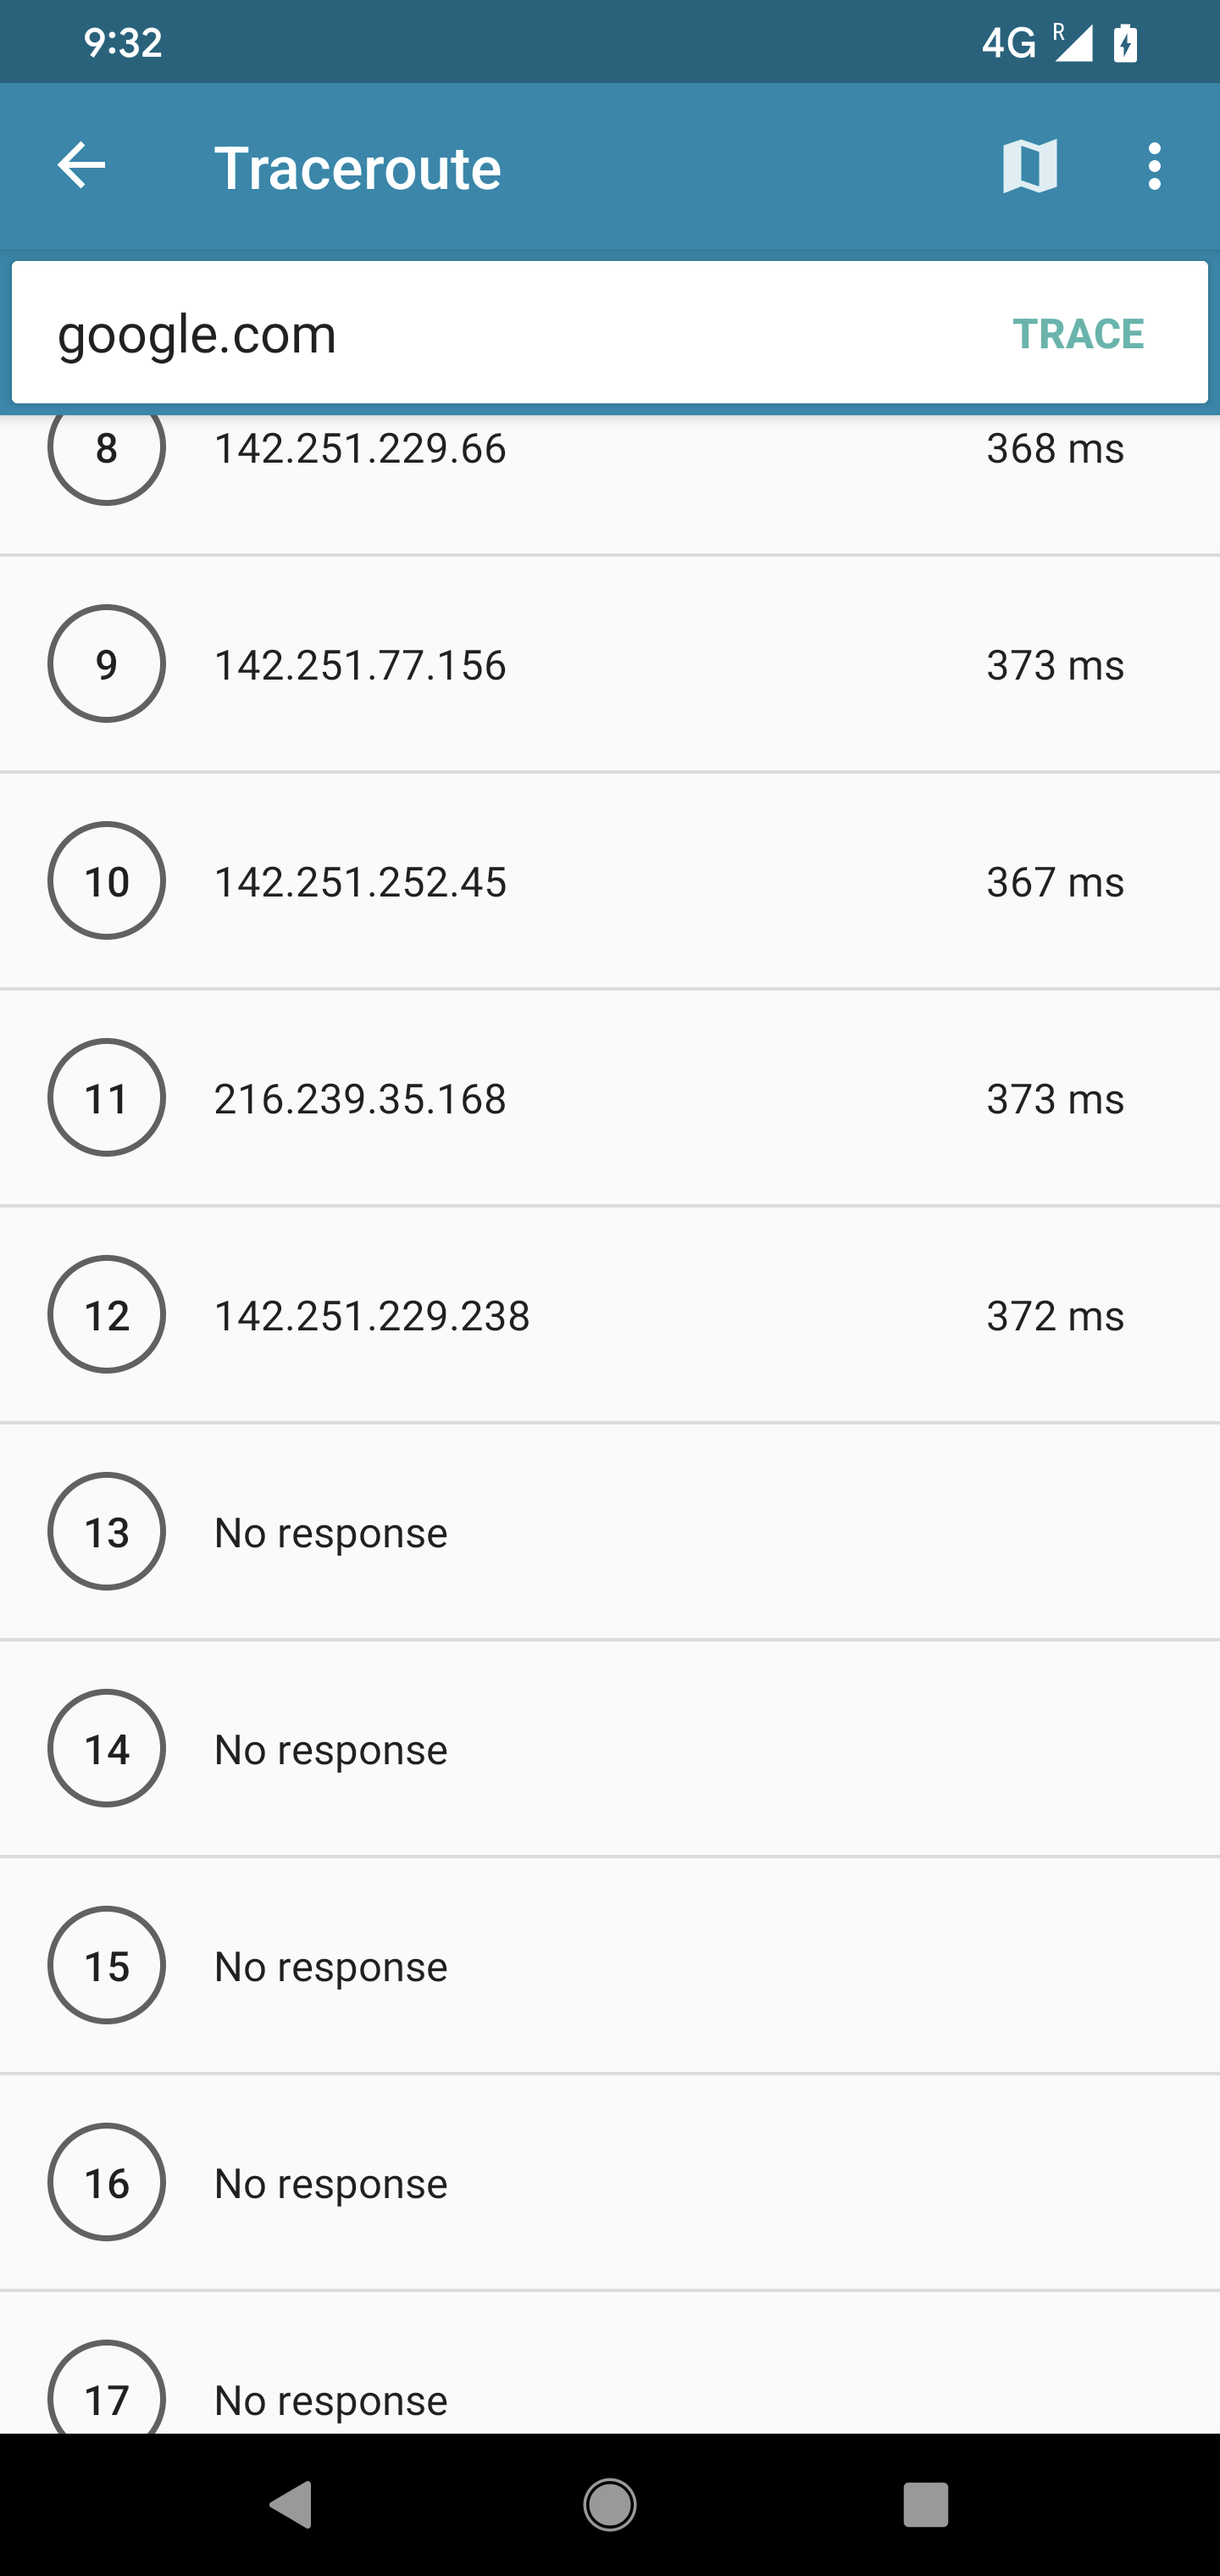 9:32 4G R
Traceroute
google.com TRACE
8 142.251.229.66 368 ms
9 142.251.77.156 373 ms
10 142.251.252.45 367 ms
11 216.239.35.168 373 ms
12 142.251.229.238 372 ms
13 No response
14 No response
15 No response
16 No response
17 No response